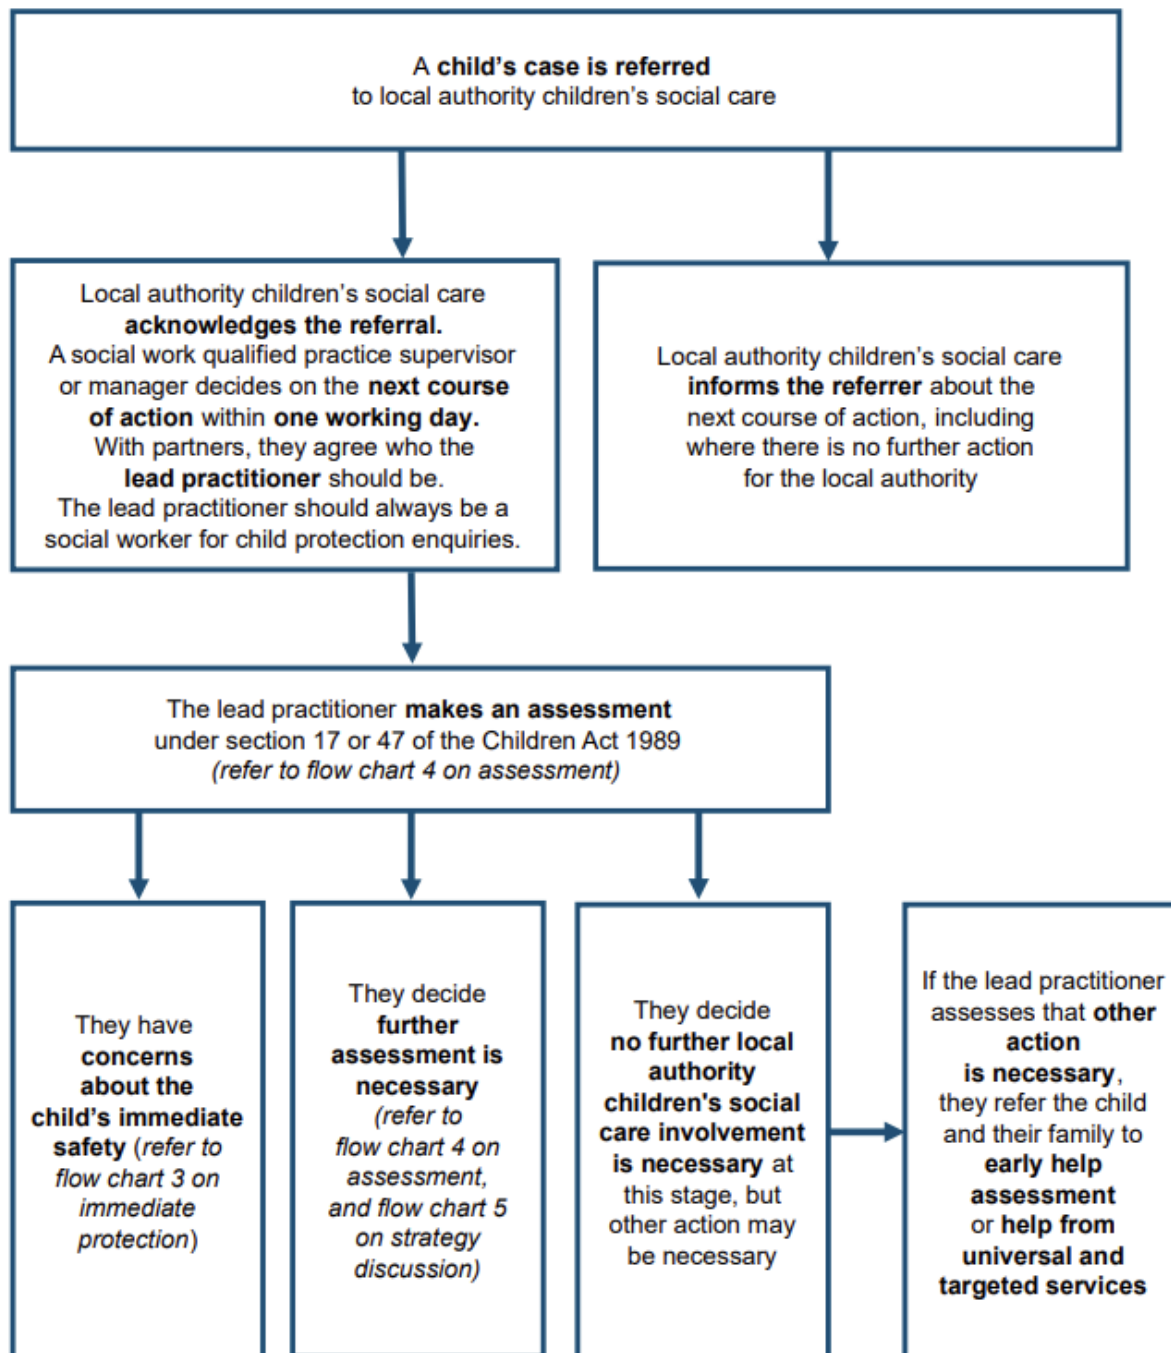 A child's case is referred
to local authority children's social care
Local authority children's social care
acknowledges the referral.
A social work qualified practice supervisor
or manager decides on the next course
of action within one working day.
With partners, they agree who the
lead practitioner should be.
The lead practitioner should always be a
social worker for child protection enquiries.
Local authority children's social care
informs the referrer about the
next course of action, including
where there is no further action
for the local authority
The lead practitioner makes an assessment
under section 17 or 47 of the Children Act 1989
(refer to flow chart 4 on assessment)
They have
concerns
about the
child's immediate
safety (refer to
flow chart 3 on
immediate
protection)
They decide
further
assessment is
necessary
(refer to
flow chart 4 on
assessment,
and flow chart 5
on strategy
discussion)
They decide
no further local
authority
children's social
care involvement
is necessary at
this stage, but
other action may
be necessary
If the lead practitioner
assesses that other
action
is necessary,
they refer the child
and their family to
early help
assessment
or help from
universal and
targeted services